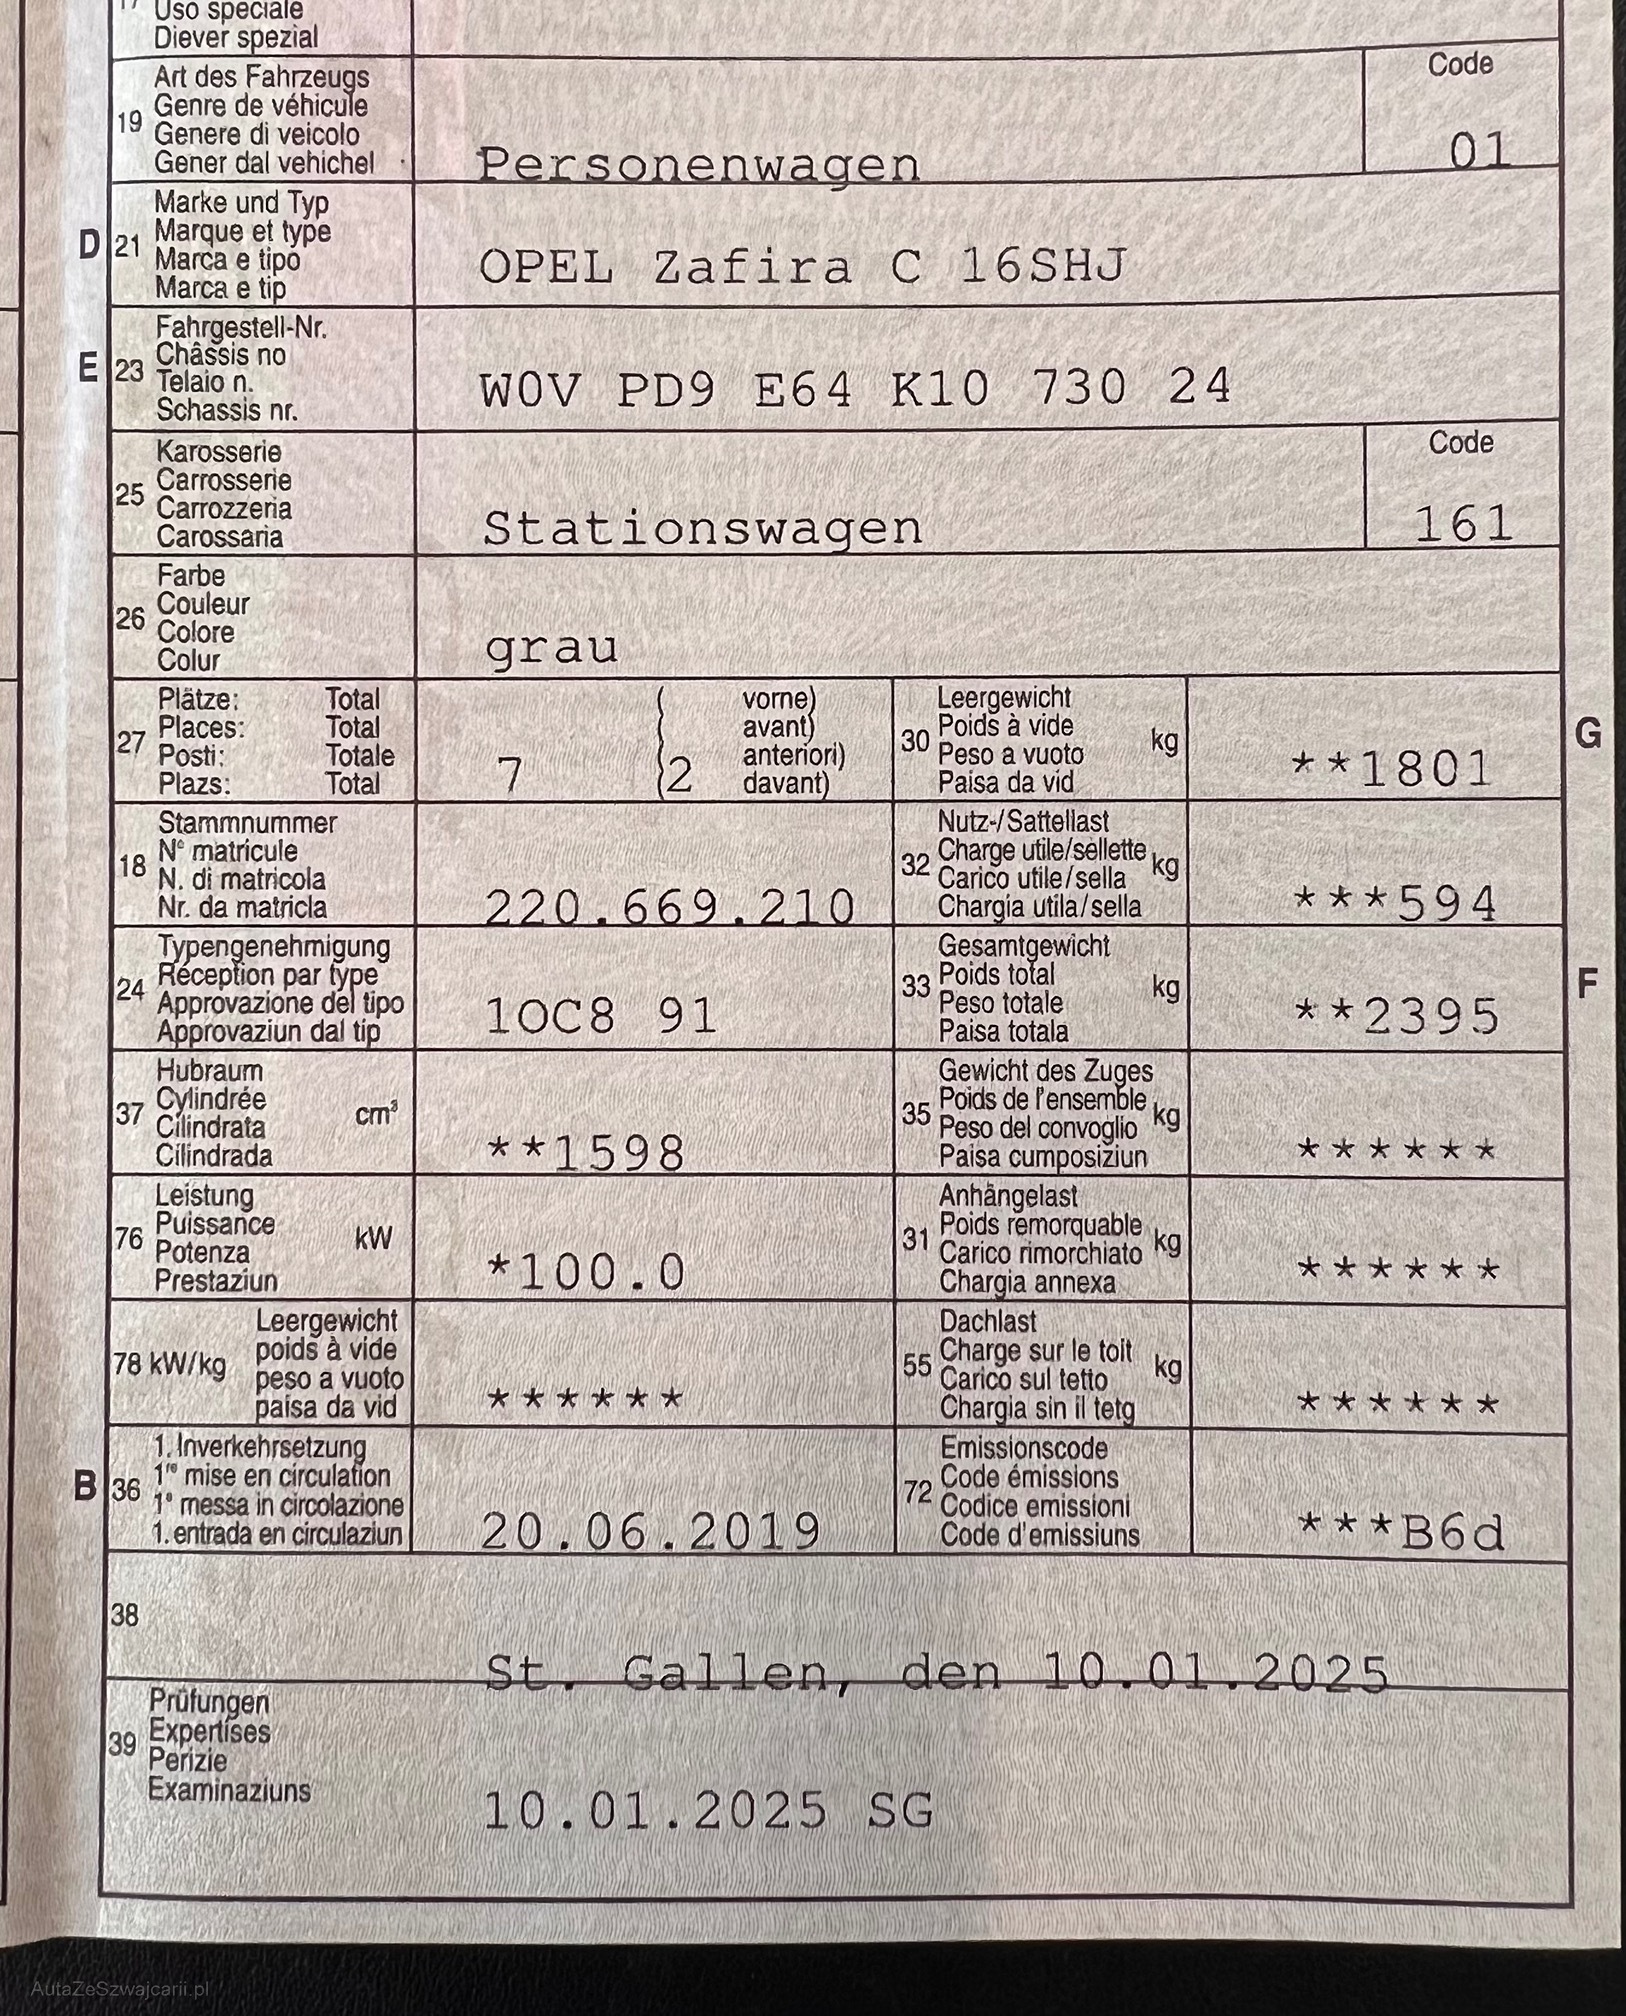 17 Uso speciale
Diever spezial
19
Art des Fahrzeugs
Genre de véhicule
Genere di veicolo
Gener dal vehichel
Personenwagen
Code
01
D 21
Marke und Typ
Marque et type
Marca e tipo
Marca e tip
OPEL Zafira C 16SHJ
E 23
Fahrgestell-Nr.
Châssis no
Telaio n.
Schassis nr.
W0V PD9 E64 K10 730 24
25
Karosserie
Carrosserie
Carrozzeria
Carossaria
Stationswagen
Code
161
26
Farbe
Couleur
Colore
Colur
grau
27
Plätze: Total
Places: Total
Posti: Totale
Plazs: Total
7
( vorne)
( avant)
( anteriori)
(2 davant)
30
Leergewicht
Poids à vide
Peso a vuoto
Paisa da vid
kg
**1801
G
18
Stammnummer
N° matricule
N. di matricola
Nr. da matricla
220.669.210
32
Nutz-/Sattellast
Charge utile/sellette
Carico utile/sella
Chargia utila/sella
kg
***594
24
Typengenehmigung
Réception par type
Approvazione del tipo
Approvaziun dal tip
1OC8 91
33
Gesamtgewicht
Poids total
Peso totale
Paisa totala
kg
**2395
F
37
Hubraum
Cylindrée
Cilindrata
Cilindrada
cm³
**1598
35
Gewicht des Zuges
Poids de l'ensemble
Peso del convoglio
Paisa cumposiziun
kg
******
76
Leistung
Puissance
Potenza
Prestaziun
kW
*100.0
31
Anhängelast
Poids remorquable
Carico rimorchiato
Chargia annexa
kg
******
78 kW/kg
Leergewicht
poids à vide
peso a vuoto
paisa da vid
******
55
Dachlast
Charge sur le toit
Carico sul tetto
Chargia sin il tetg
kg
******
B 36
1. Inverkehrsetzung
1re mise en circulation
1a messa in circolazione
1. entrada en circulaziun
20.06.2019
72
Emissionscode
Code émissions
Codice emissioni
Code d'emissiuns
***B6d
38
St. Gallen, den 10.01.2025
39
Prüfungen
Expertises
Perizie
Examinaziuns
10.01.2025 SG
AutaZeSzwajcarii.pl